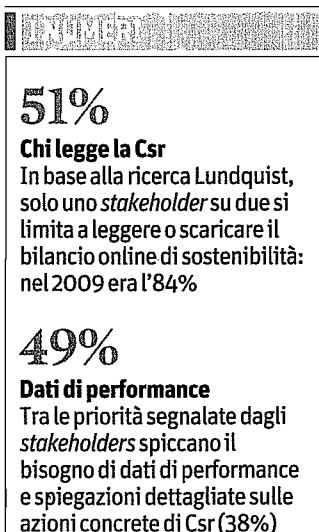 I NUMERI
51%
Chi legge la Csr
In base alla ricerca Lundquist,
solo uno stakeholder su due si
limita a leggere o scaricare il
bilancio online di sostenibilità:
nel 2009 era l'84%
49%
Dati di performance
Tra le priorità segnalate dagli
stakeholders spiccano il
bisogno di dati di performance
e spiegazioni dettagliate sulle
azioni concrete di Csr (38%)